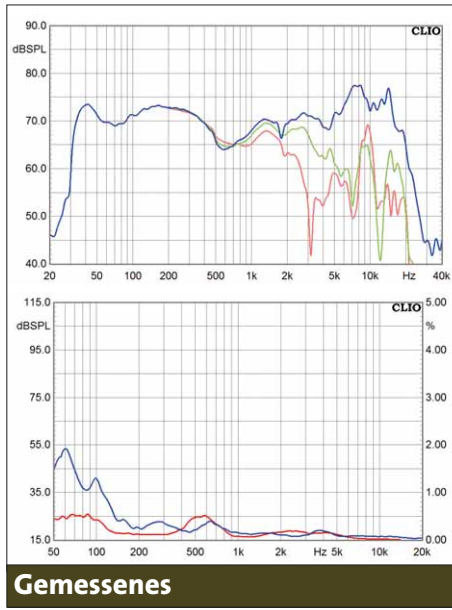 90.0
CLIO
dBSPL
80.0
70.0
60.0
50.0
40.0
20 50 100 200 500 1k 2k 5k 10k Hz 40k
115.0 CLIO 5.00
dBSPL %
95.0 4.00
75.0 3.00
55.0 2.00
35.0 1.00
15.0 0.00
50 100 500 1k Hz 5k 10k 20k
Gemessenes